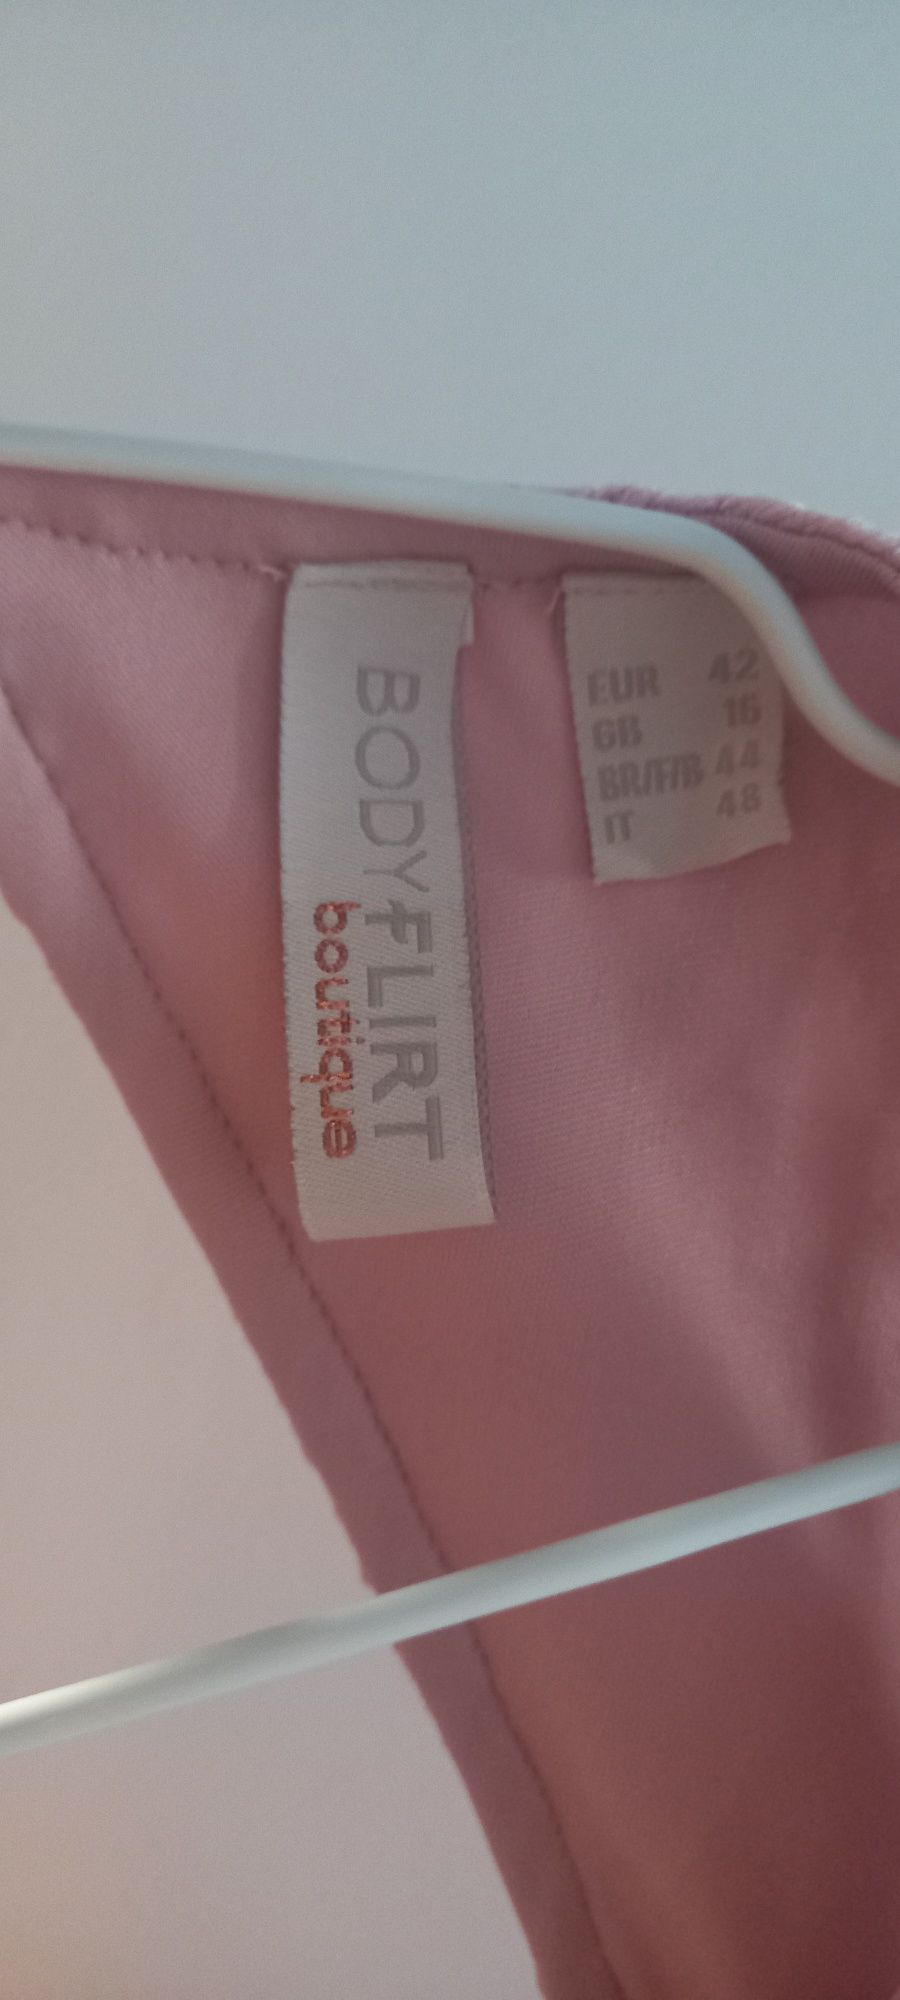 BODYFLIRT
boutique
EUR 42
GB 16
BR/F/B 44
IT 48